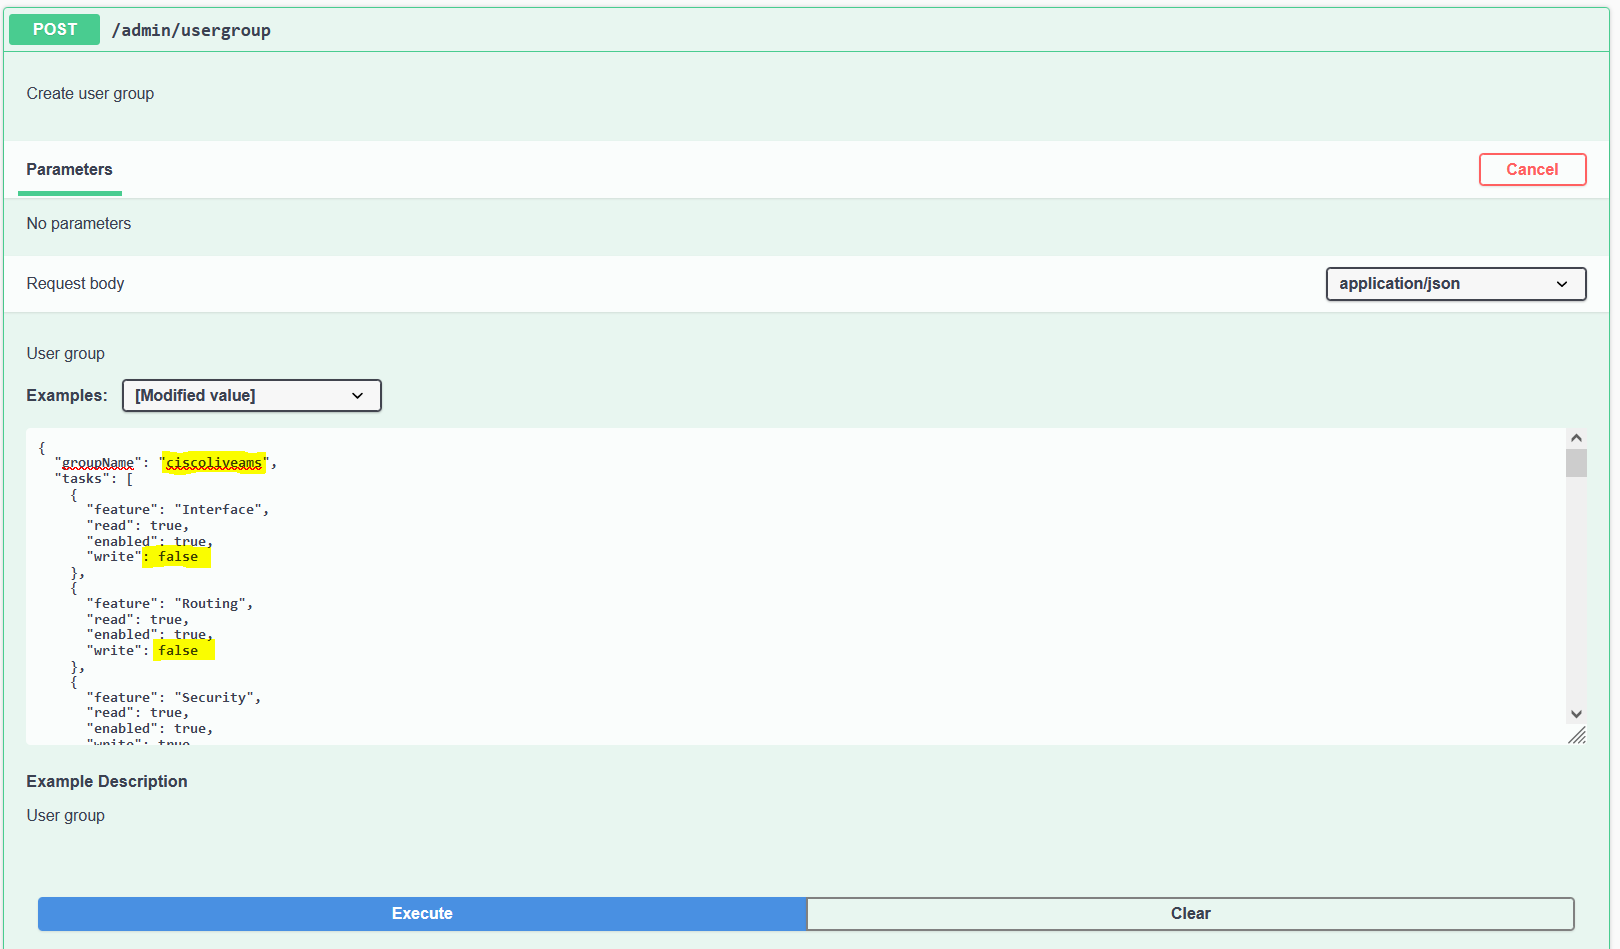 POST /admin/usergroup
Create user group
Parameters
Cancel
No parameters
Request body
application/json
User group
Examples: [Modified value]
{
"groupName": "ciscoliveams",
"tasks": [
{
"feature": "Interface",
"read": true,
"enabled": true,
"write": false
},
{
"feature": "Routing",
"read": true,
"enabled": true,
"write": false
},
{
"feature": "Security",
"read": true,
"enabled": true,
"write": true
Example Description
User group
Execute
Clear